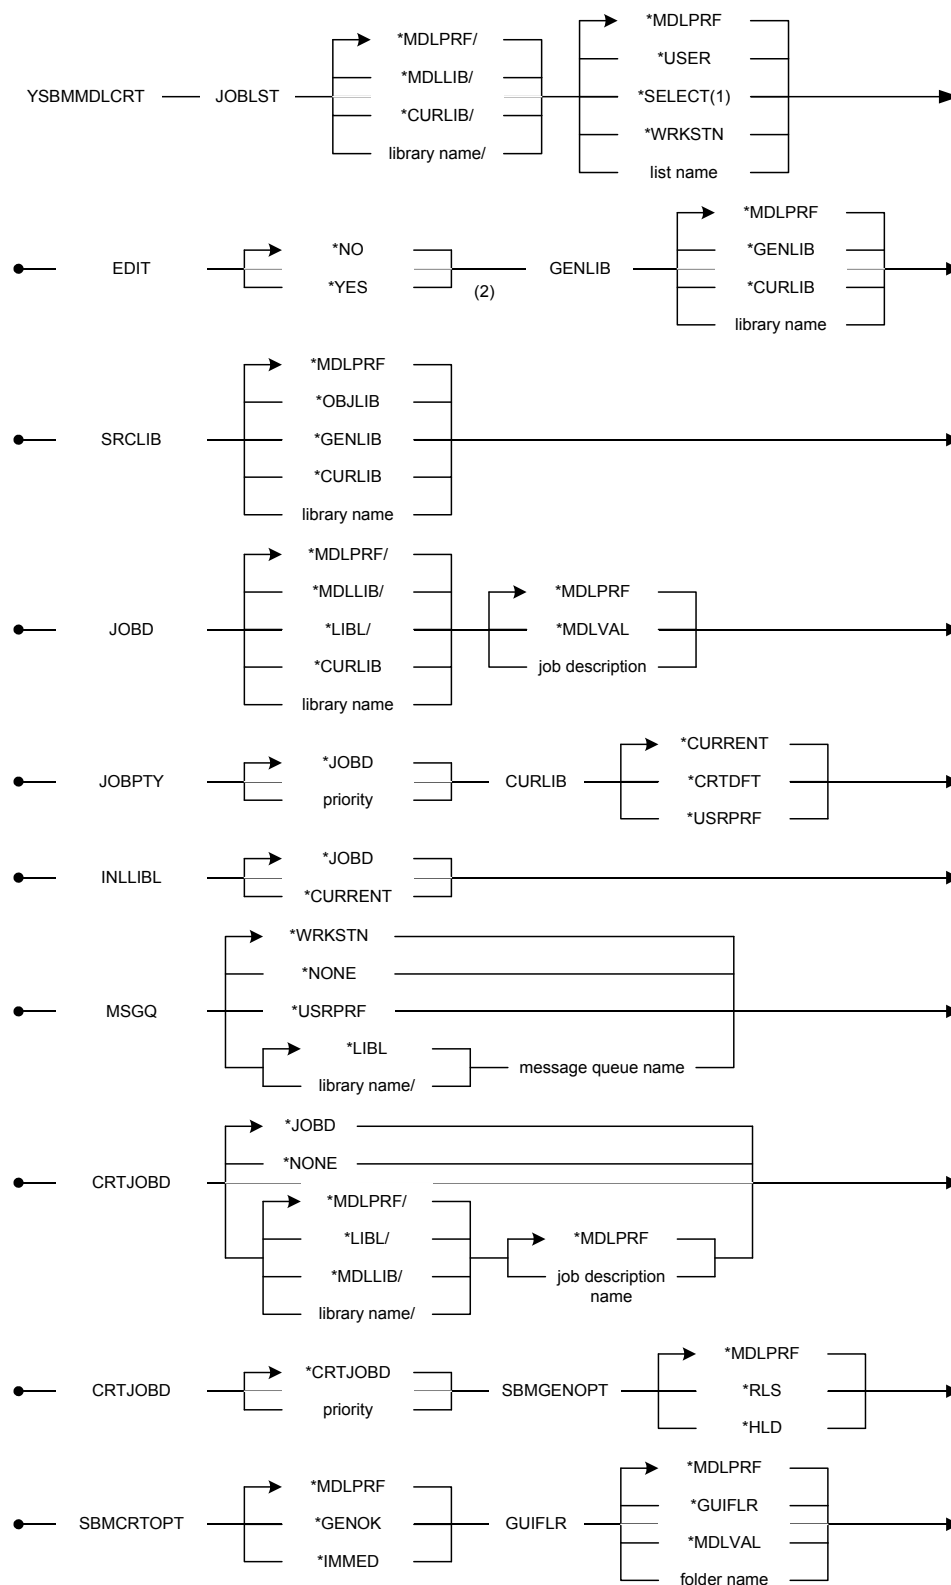 YSBMMDLCRT
JOBLST
*MDLPRF/
*MDLLIB/
*CURLIB/
library name/
*MDLPRF
*USER
*SELECT(1)
*WRKSTN
list name
EDIT
*NO
*YES
(2)
GENLIB
*MDLPRF
*GENLIB
*CURLIB
library name
SRCLIB
*MDLPRF
*OBJLIB
*GENLIB
*CURLIB
library name
JOBD
*MDLPRF/
*MDLLIB/
*LIBL/
*CURLIB
library name
*MDLPRF
*MDLVAL
job description
JOBPTY
*JOBD
priority
CURLIB
*CURRENT
*CRTDFT
*USRPRF
INLLIBL
*JOBD
*CURRENT
MSGQ
*WRKSTN
*NONE
*USRPRF
*LIBL
library name/
message queue name
CRTJOBD
*JOBD
*NONE
*MDLPRF/
*LIBL/
*MDLLIB/
library name/
*MDLPRF
job description
name
CRTJOBD
*CRTJOBD
priority
SBMGENOPT
*MDLPRF
*RLS
*HLD
SBMCRTOPT
*MDLPRF
*GENOK
*IMMED
GUIFLR
*MDLPRF
*GUIFLR
*MDLVAL
folder name